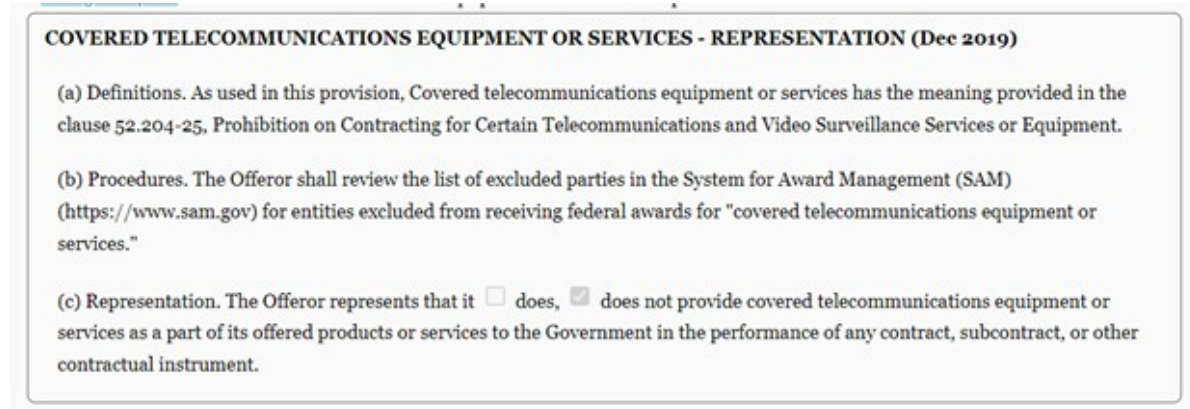 COVERED TELECOMMUNICATIONS EQUIPMENT OR SERVICES - REPRESENTATION (Dec 2019)
(a) Definitions. As used in this provision, Covered telecommunications equipment or services has the meaning provided in the
clause 52.204-25, Prohibition on Contracting for Certain Telecommunications and Video Surveillance Services or Equipment.
(b) Procedures. The Offeror shall review the list of excluded parties in the System for Award Management (SAM)
(https://www.sam.gov) for entities excluded from receiving federal awards for "covered telecommunications equipment or
services."
(c) Representation. The Offeror represents that it ☐ does, ☑ does not provide covered telecommunications equipment or
services as a part of its offered products or services to the Government in the performance of any contract, subcontract, or other
contractual instrument.